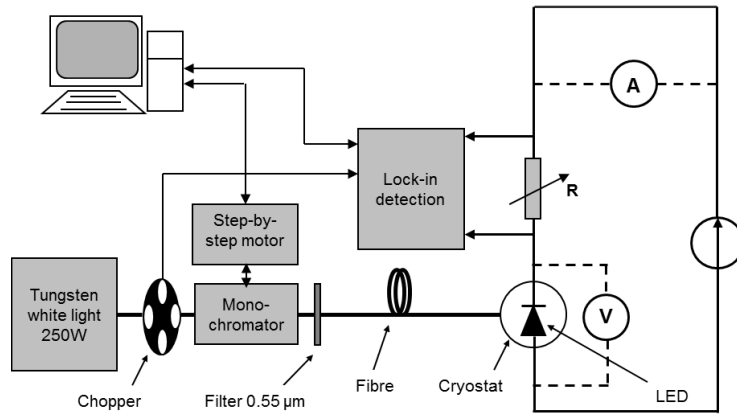 A
Lock-in
detection
R
Step-by-
step motor
Tungsten
white light
250W
Mono-
chromator
V
Chopper
Filter 0.55 µm
Fibre
Cryostat
LED